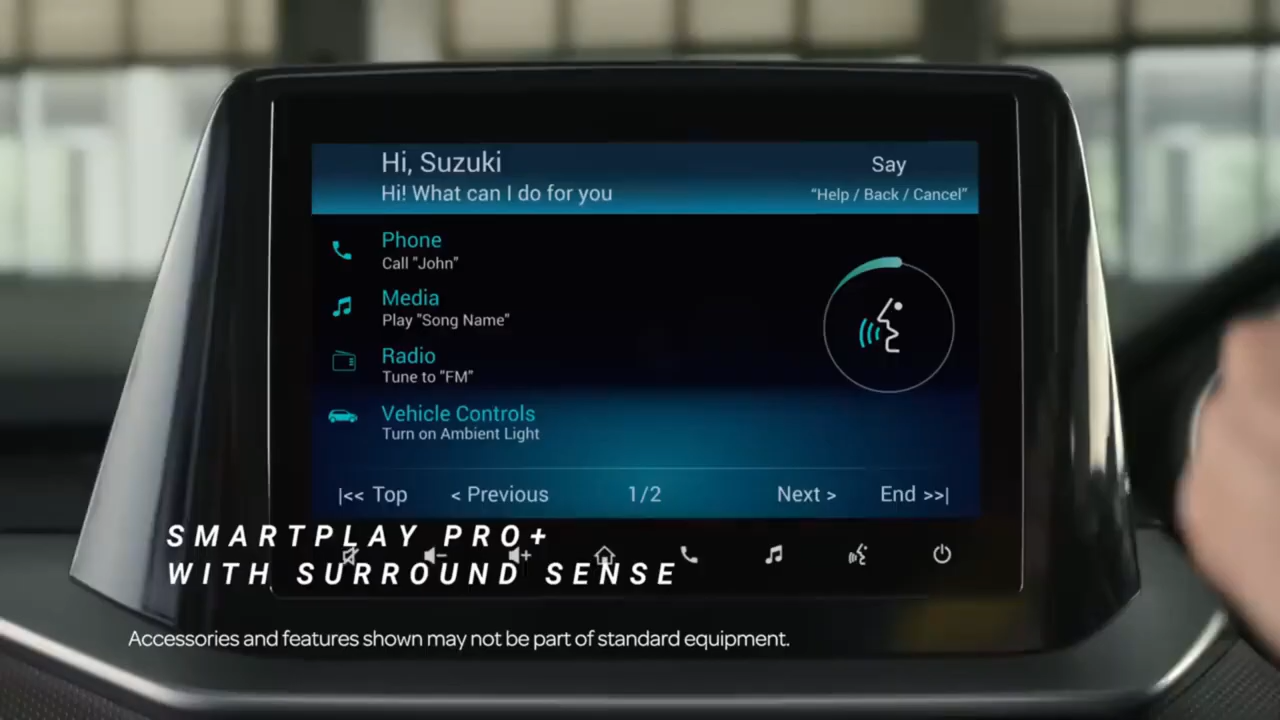 Hi, Suzuki
Say
Hi! What can I do for you
“Help / Back / Cancel”
Phone
Call "John"
Media
Play "Song Name"
Radio
Tune to "FM"
Vehicle Controls
Turn on Ambient Light
|<< Top < Previous 1/2 Next > End >>|
SMARTPLAY PRO+
WITH SURROUND SENSE
Accessories and features shown may not be part of standard equipment.